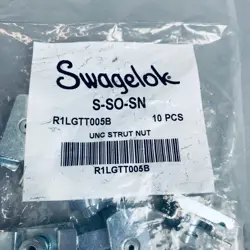 Swagelok
S-SO-SN
R1LGTT005B 10 PCS
UNC STRUT NUT
R1LGTT005B